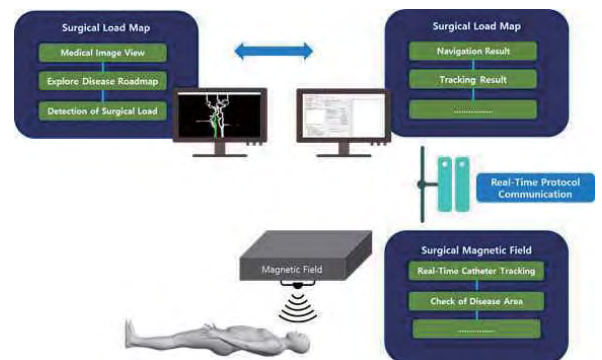 Surgical Load Map
Medical Image View
Explore Disease Roadmap
Detection of Surgical Load
Surgical Load Map
Navigation Result
Tracking Result
................
Real-Time Protocol
Communication
Magnetic Field
Surgical Magnetic Field
Real-Time Catheter Tracking
Check of Disease Area
................